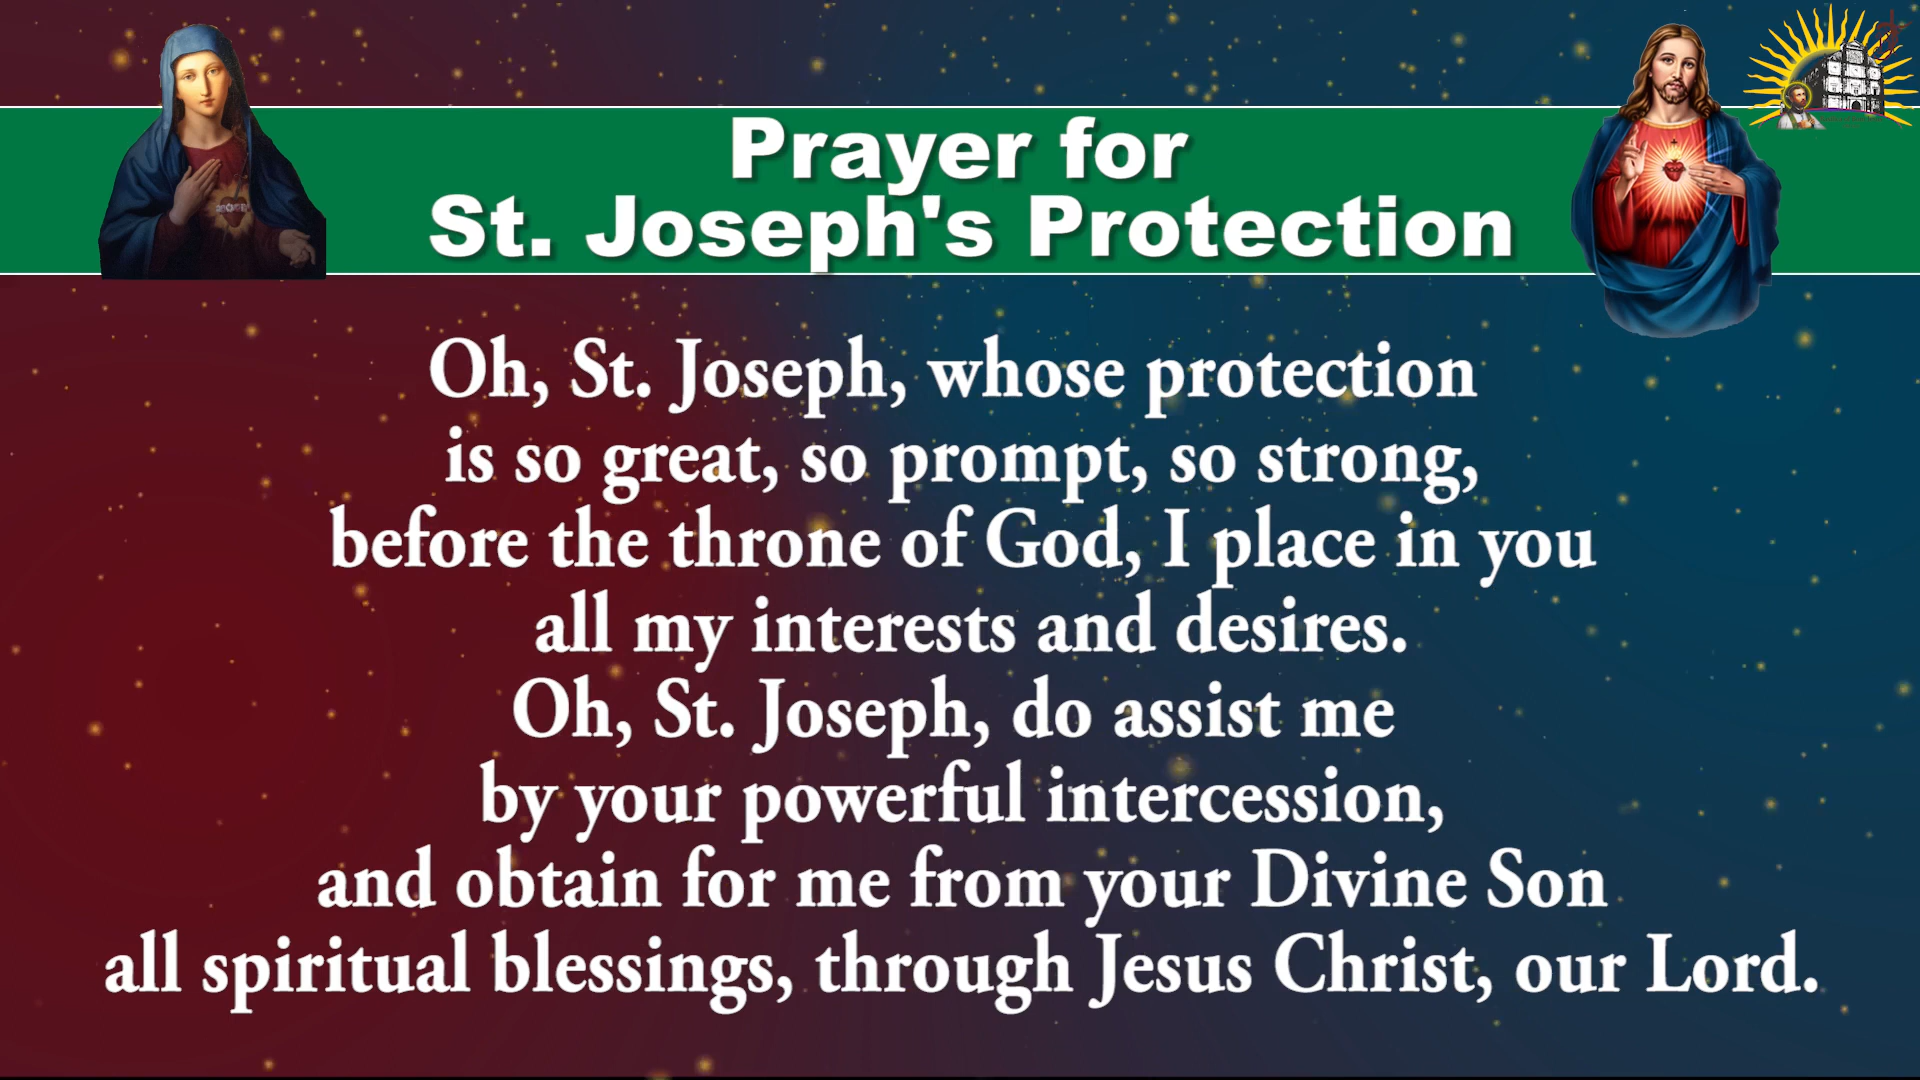 Prayer for
St. Joseph's Protection
Oh, St. Joseph, whose protection
is so great, so prompt, so strong,
before the throne of God, I place in you
all my interests and desires.
Oh, St. Joseph, do assist me
by your powerful intercession,
and obtain for me from your Divine Son
all spiritual blessings, through Jesus Christ, our Lord.